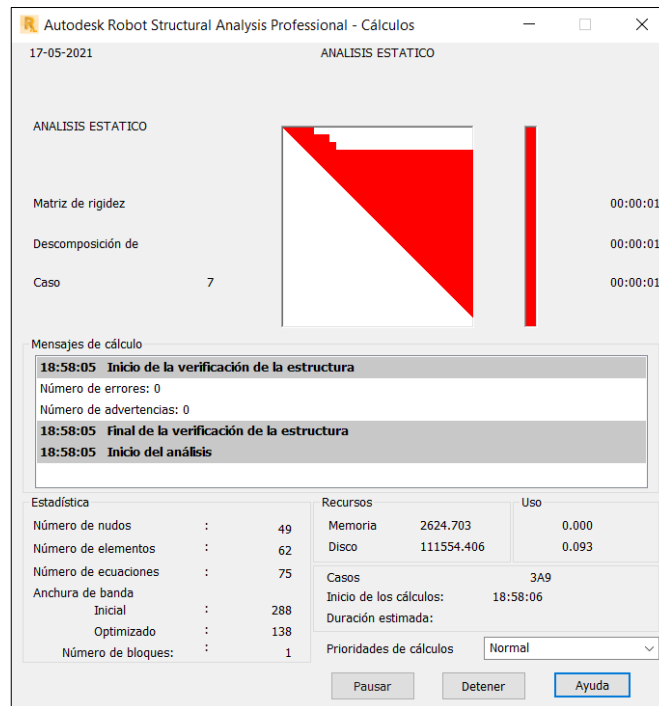 Autodesk Robot Structural Analysis Professional - Cálculos
17-05-2021 ANALISIS ESTATICO
ANALISIS ESTATICO
Matriz de rigidez 00:00:01
Descomposición de 00:00:01
Caso 7 00:00:01
Mensajes de cálculo
18:58:05 Inicio de la verificación de la estructura
Número de errores: 0
Número de advertencias: 0
18:58:05 Final de la verificación de la estructura
18:58:05 Inicio del análisis
Estadística
Número de nudos : 49
Número de elementos : 62
Número de ecuaciones : 75
Anchura de banda
Inicial : 288
Optimizado : 138
Número de bloques: : 1
Recursos Uso
Memoria 2624.703 0.000
Disco 111554.406 0.093
Casos 3A9
Inicio de los cálculos: 18:58:06
Duración estimada:
Prioridades de cálculos Normal
Pausar Detener Ayuda